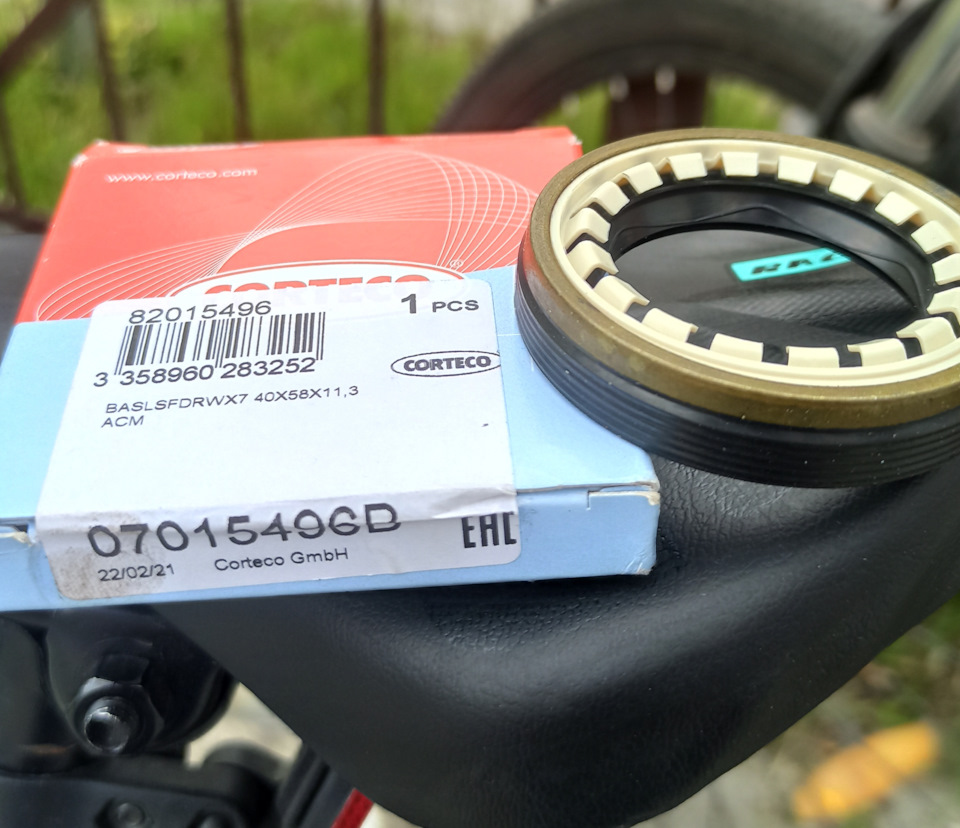 www.corteco.com
CORTECO
82015496
1 PCS
3 358960 283252
CORTECO
BASLSFDRWX7 40X58X11,3
ACM
07015496B
EAC
22/02/21 Corteco GmbH